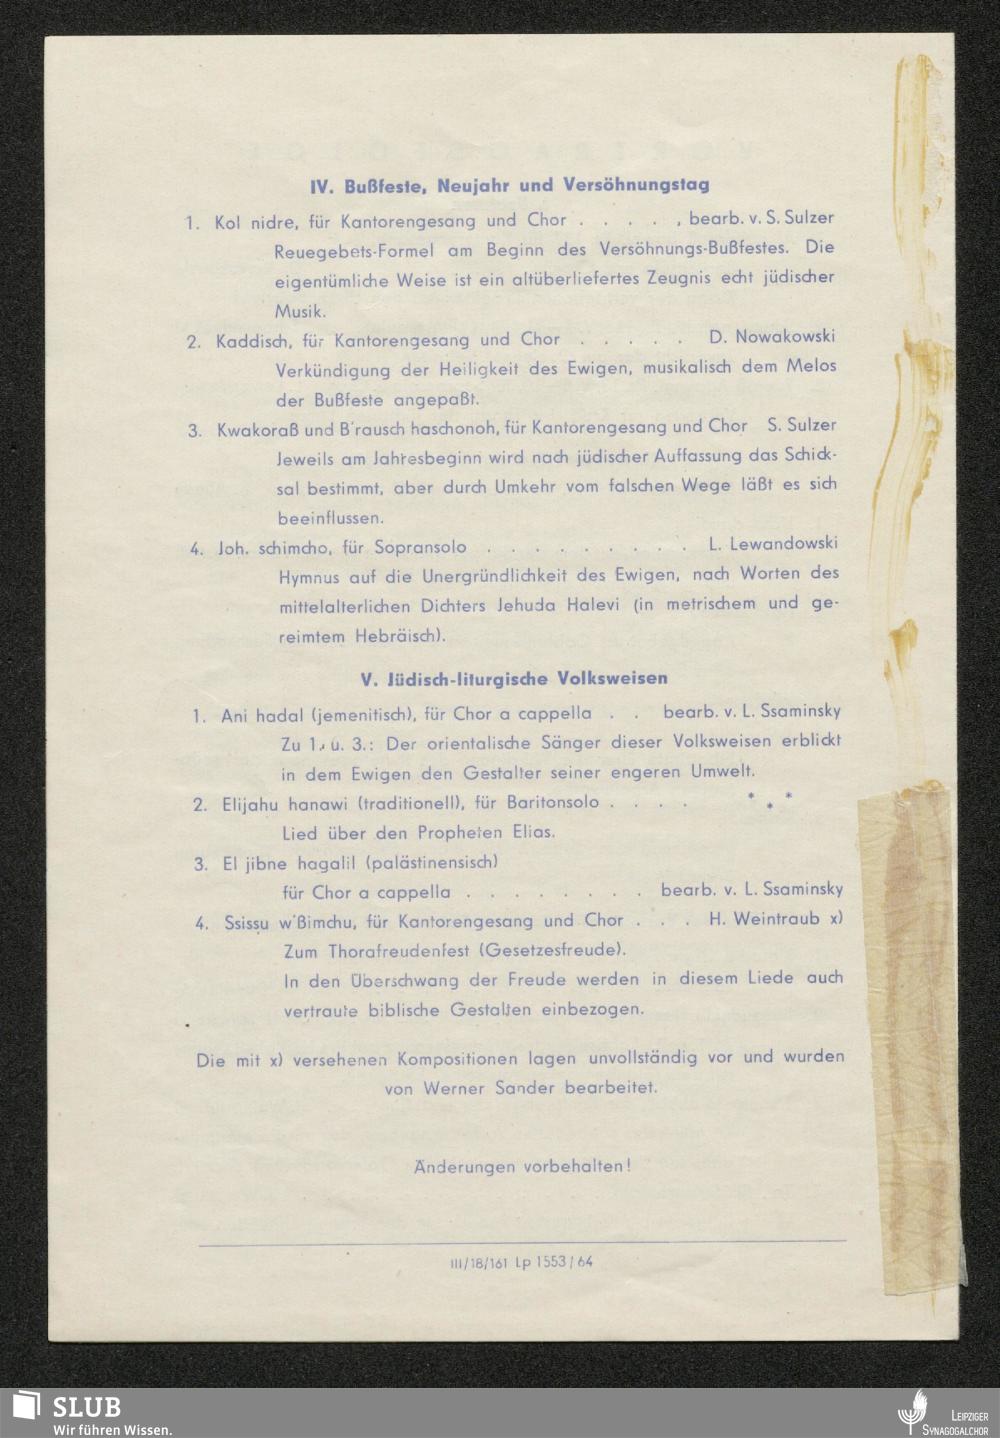 IV. Bußfeste, Neujahr und Versöhnungstag
1. Kol nidre, für Kantorengesang und Chor . . . . , bearb. v. S. Sulzer
Reuegebets-Formel am Beginn des Versöhnungs-Bußfestes. Die
eigentümliche Weise ist ein altüberliefertes Zeugnis echt jüdischer
Musik.
2. Kaddisch, für Kantorengesang und Chor . . . . . D. Nowakowski
Verkündigung der Heiligkeit des Ewigen, musikalisch dem Melos
der Bußfeste angepaßt.
3. Kwakoraß und B'rausch haschonoh, für Kantorengesang und Chor S. Sulzer
Jeweils am Jahresbeginn wird nach jüdischer Auffassung das Schick-
sal bestimmt, aber durch Umkehr vom falschen Wege läßt es sich
beeinflussen.
4. Joh. schimcho, für Sopransolo . . . . . . . . . L. Lewandowski
Hymnus auf die Unergründlichkeit des Ewigen, nach Worten des
mittelalterlichen Dichters Jehuda Halevi (in metrischem und ge-
reimtem Hebräisch).
V. Jüdisch-liturgische Volksweisen
1. Ani hadal (jemenitisch), für Chor a cappella . . bearb. v. L. Ssaminsky
Zu 1. u. 3.: Der orientalische Sänger dieser Volksweisen erblickt
in dem Ewigen den Gestalter seiner engeren Umwelt.
2. Elijahu hanawi (traditionell), für Baritonsolo . . . . * * *
Lied über den Propheten Elias.
3. El jibne hagalil (palästinensisch)
für Chor a cappella . . . . . . . . bearb. v. L. Ssaminsky
4. Ssissu w'ßimchu, für Kantorengesang und Chor . . . H. Weintraub x)
Zum Thorafreudenfest (Gesetzesfreude).
In den Überschwang der Freude werden in diesem Liede auch
vertraute biblische Gestalten einbezogen.
Die mit x) versehenen Kompositionen lagen unvollständig vor und wurden
von Werner Sander bearbeitet.
Änderungen vorbehalten!
III/18/161 Lp 1553/64
SLUB
Wir führen Wissen.
LEIPZIGER
SYNAGOGALCHOR